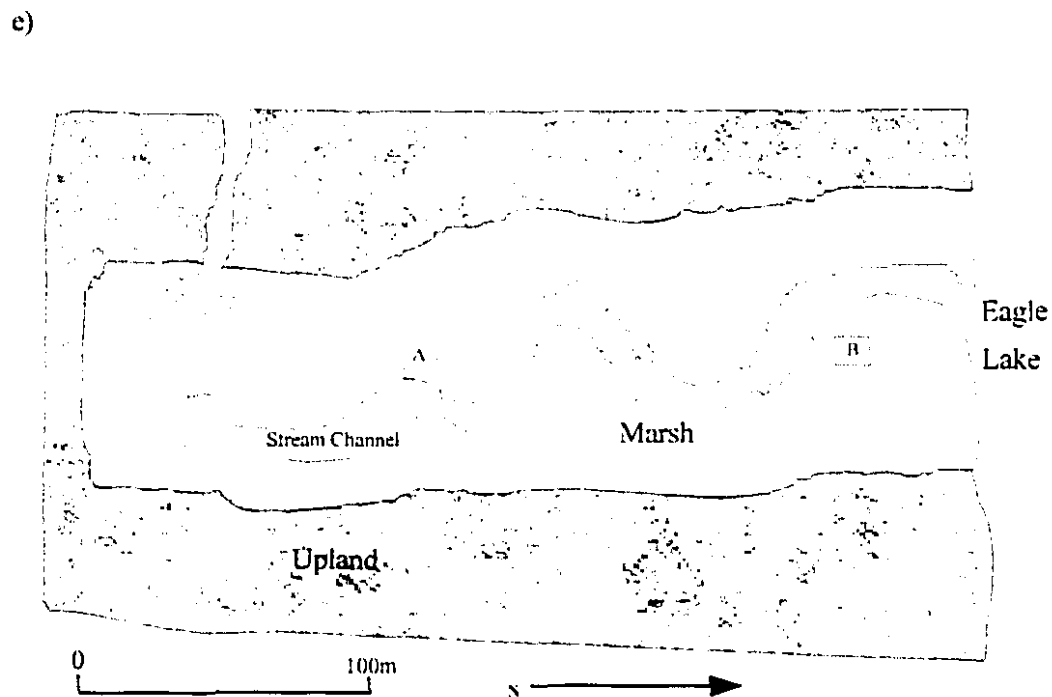 e)
Eagle
A
B
Lake
Marsh
Stream Channel
Upland
0 100m
N